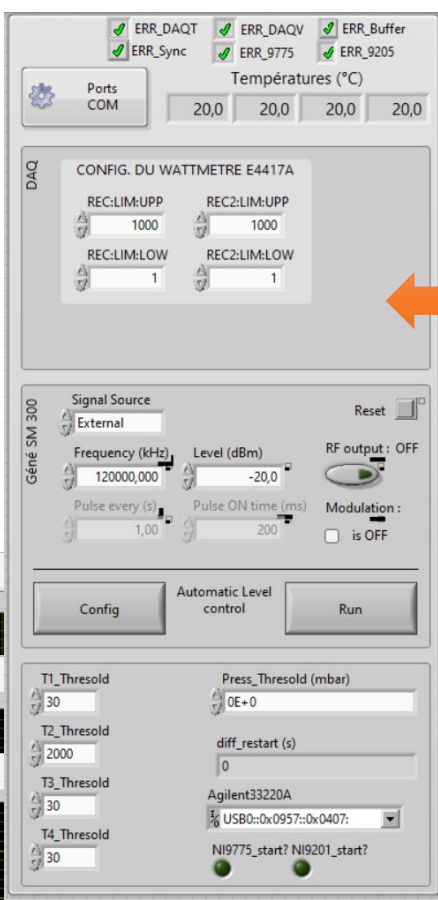 ERR_DAQT ERR_DAQV ERR_Buffer
ERR_Sync ERR_9775 ERR_9205
Ports
COM
Températures (°C)
20,0 20,0 20,0 20,0
DAQ
CONFIG. DU WATTMETRE E4417A
REC:LIM:UPP REC2:LIM:UPP
1000 1000
REC:LIM:LOW REC2:LIM:LOW
1 1
Géné SM 300
Signal Source
External
Reset
Frequency (kHz) Level (dBm) RF output : OFF
120000,000 -20,0
Pulse every (s) Pulse ON time (ms) Modulation :
1,00 200 is OFF
Config
Automatic Level
control
Run
T1_Thresold Press_Thresold (mbar)
30 0E+0
T2_Thresold
2000
diff_restart (s)
0
T3_Thresold
30
Agilent33220A
USB0::0x0957::0x0407:
T4_Thresold
30
NI9775_start? NI9201_start?